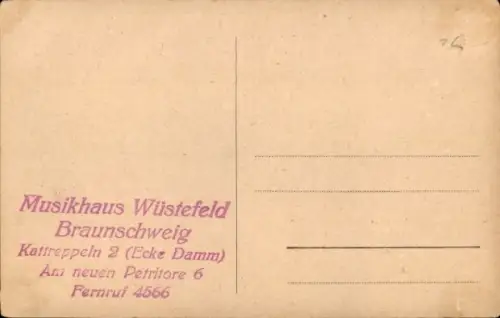 Musikhaus Wüstefeld
Braunschweig
Kattreppeln 2 (Ecke Damm)
Am neuen Petritore 6
Fernruf 4566